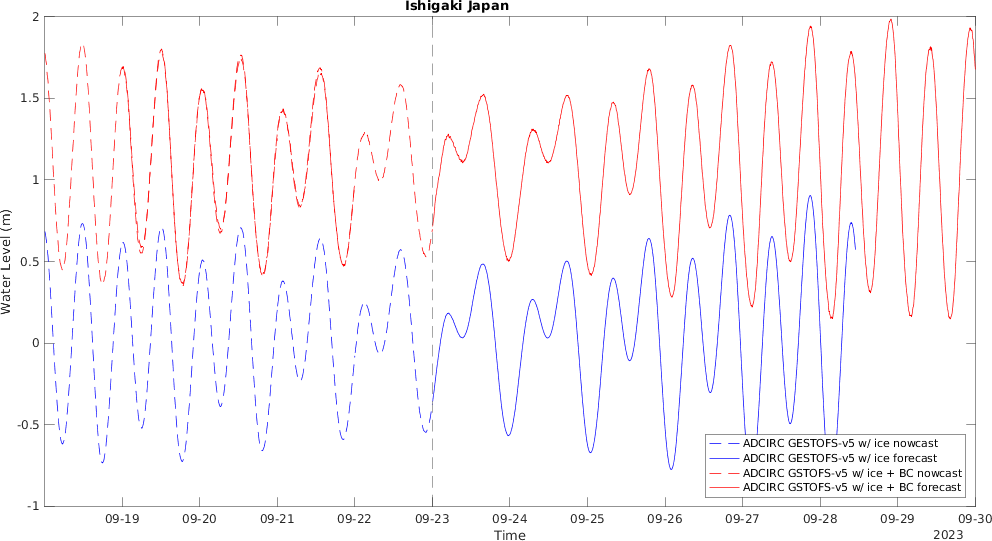 Ishigaki Japan
2
1.5
1
0.5
0
-0.5
-1
Water Level (m)
ADCIRC GESTOFS-v5 w/ ice nowcast
ADCIRC GESTOFS-v5 w/ ice forecast
ADCIRC GSTOFS-v5 w/ ice + BC nowcast
ADCIRC GSTOFS-v5 w/ ice + BC forecast
09-19 09-20 09-21 09-22 09-23 09-24 09-25 09-26 09-27 09-28 09-29 09-30
Time
2023